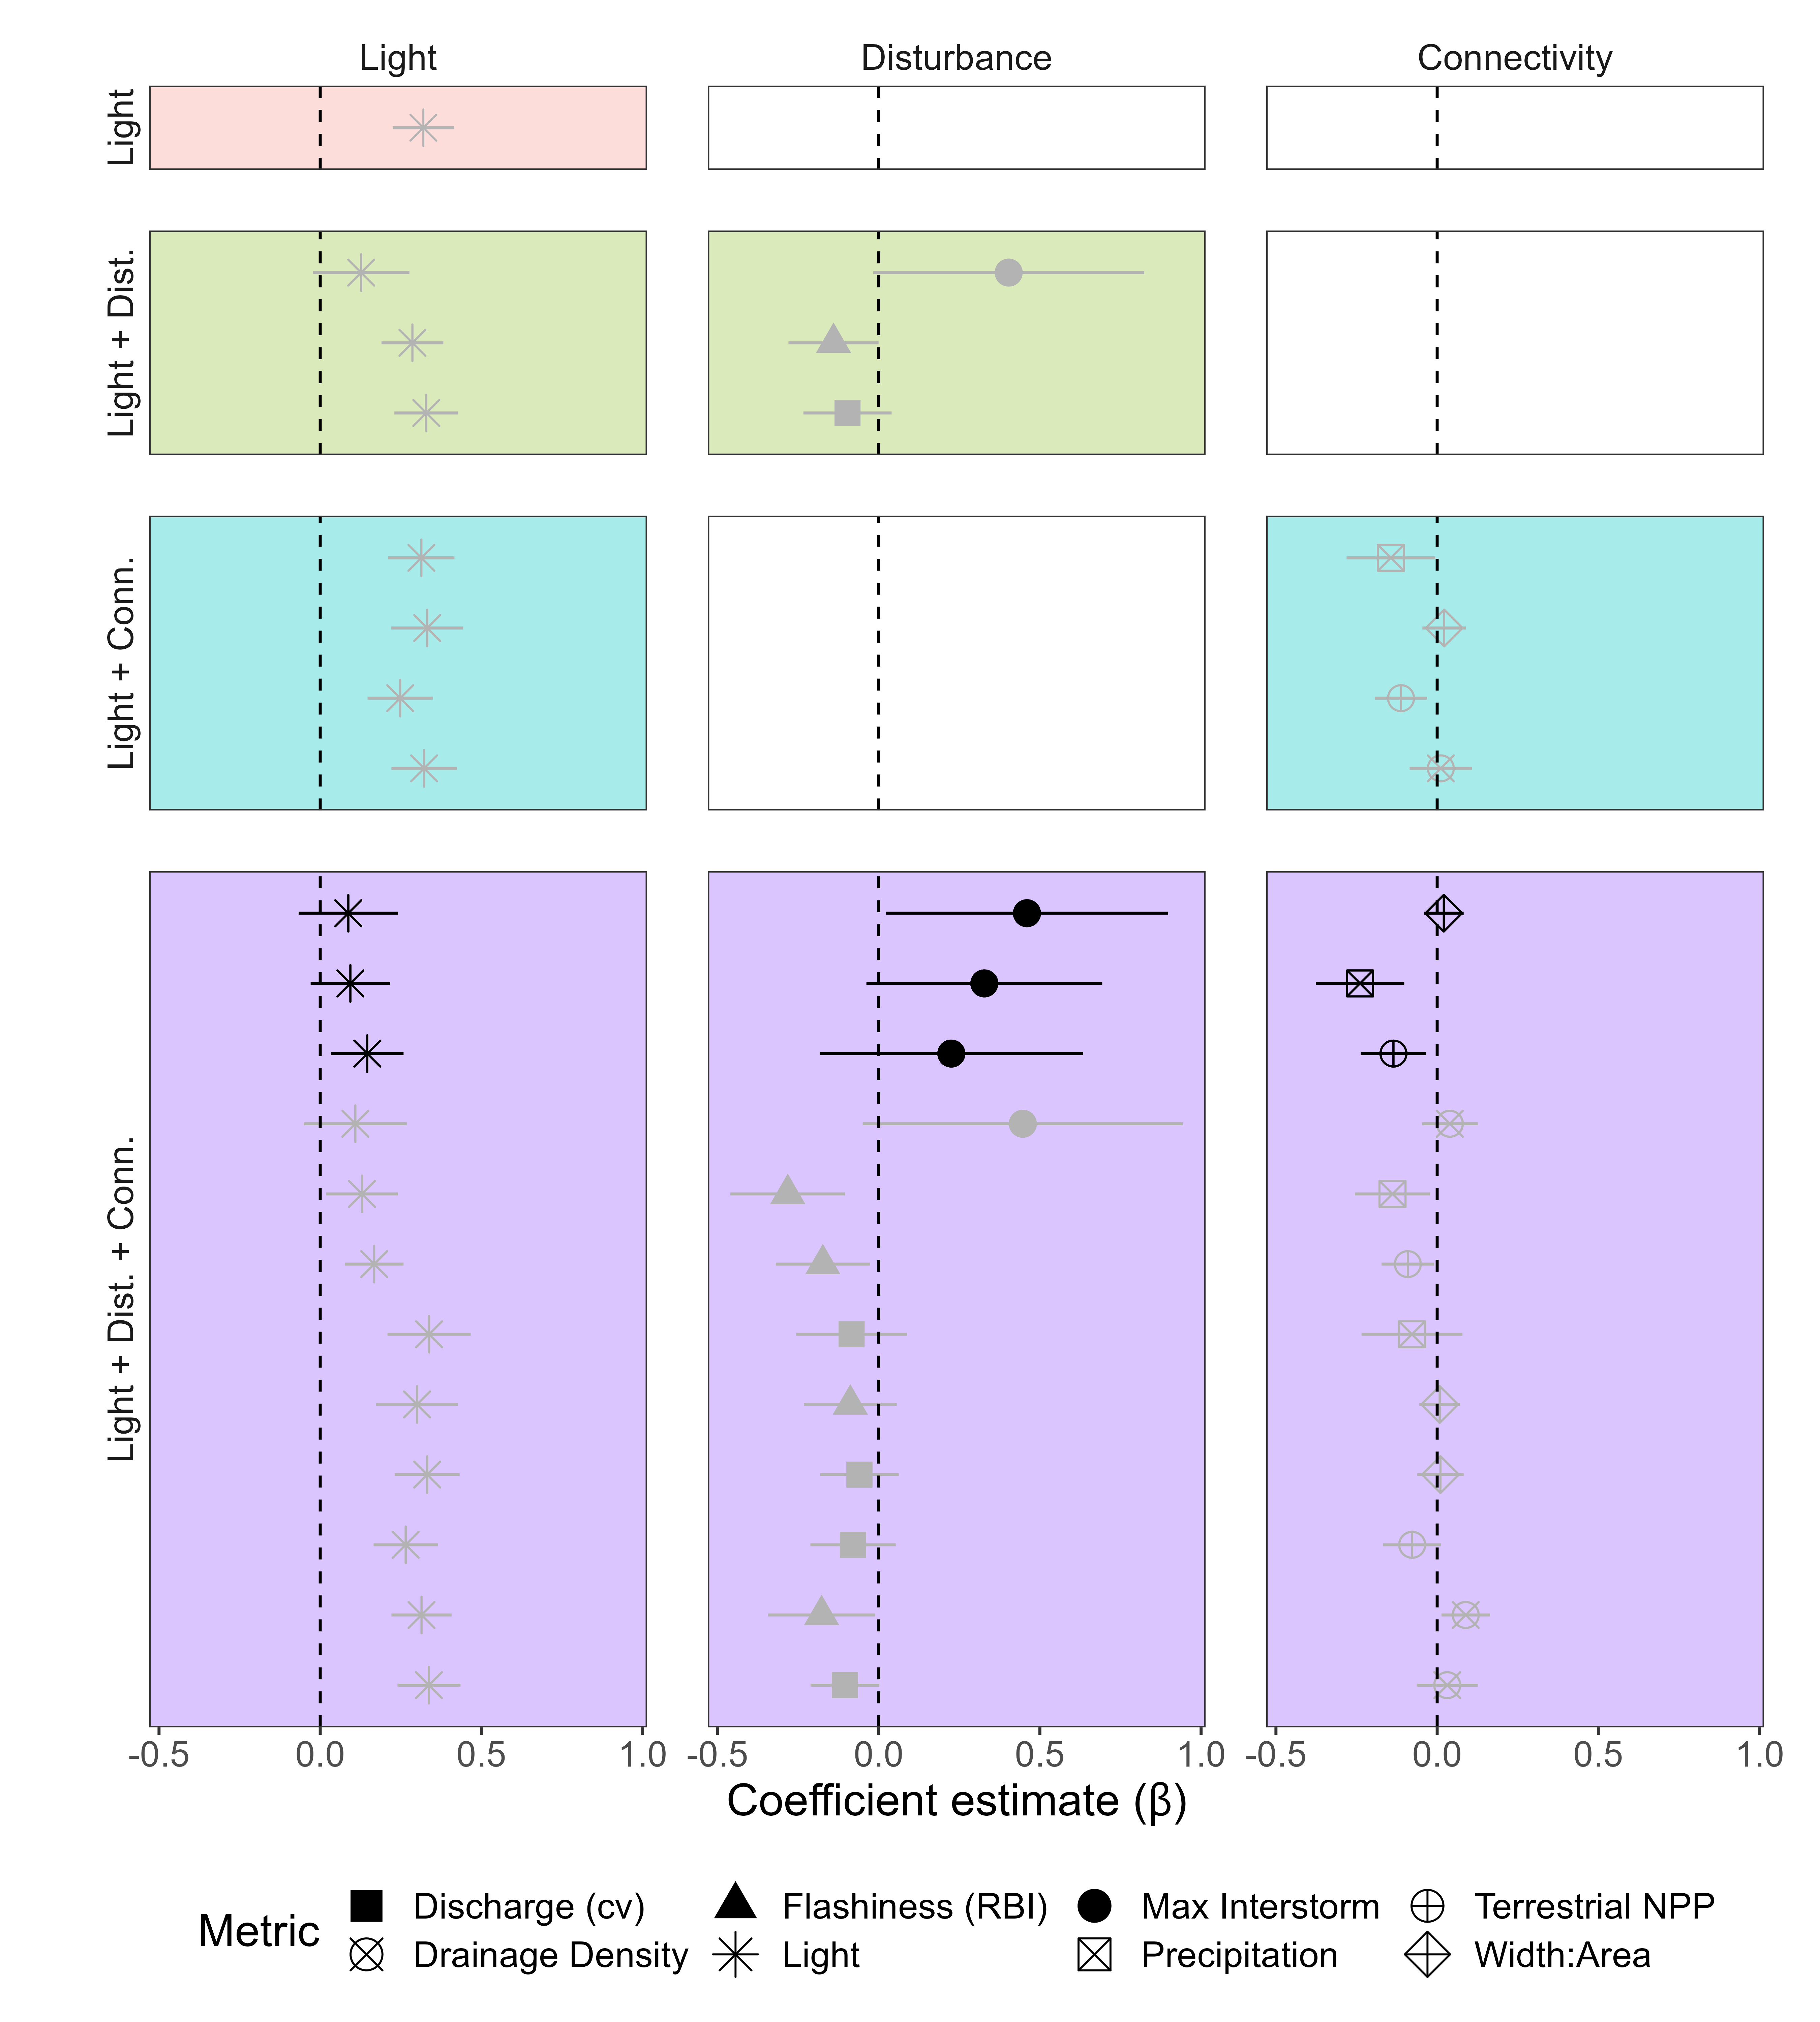 Light Disturbance Connectivity
Light
Light + Dist.
Light + Conn.
Light + Dist. + Conn.
-0.5 0.0 0.5 1.0 -0.5 0.0 0.5 1.0 -0.5 0.0 0.5 1.0
Coefficient estimate (β)
Metric
Discharge (cv) Flashiness (RBI) Max Interstorm Terrestrial NPP
Drainage Density Light Precipitation Width:Area